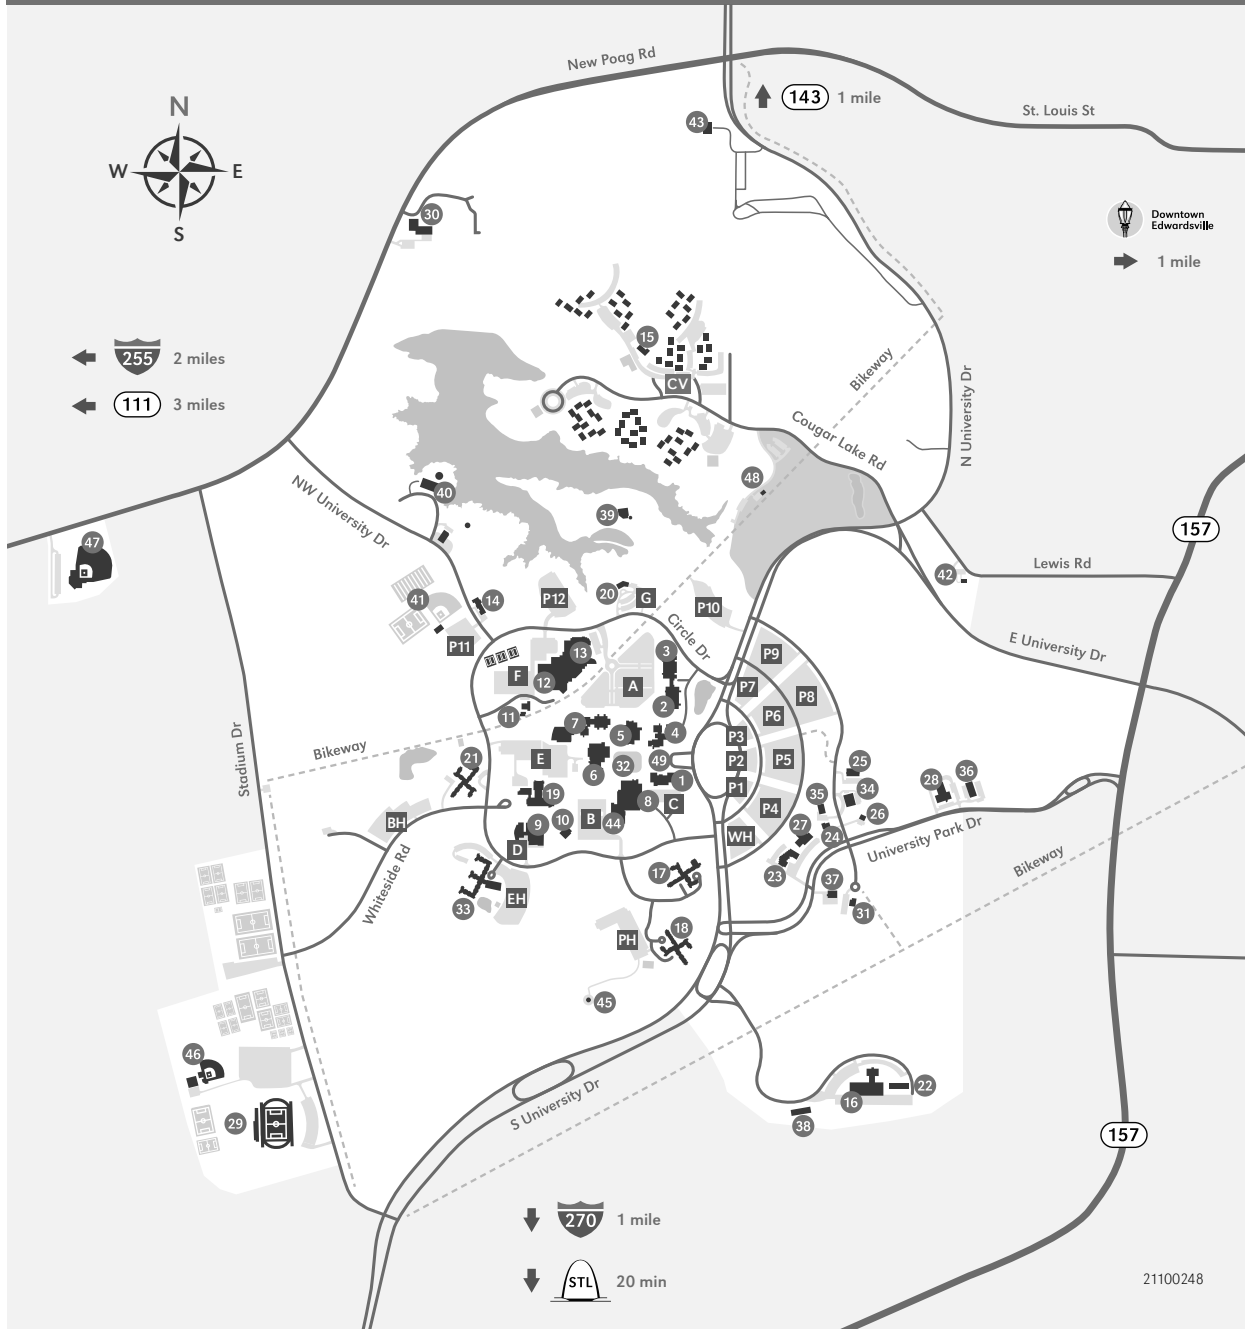 New Poag Rd
143 1 mile
St. Louis St
43
N
W E
S
30
Downtown
Edwardsville
1 mile
15
255 2 miles
CV
Bikeway
111 3 miles
N University Dr
Cougar Lake Rd
48
NW University Dr
40
39
157
47
Lewis Rd
42
41
14
P12
20
G
P10
P11
Circle Dr
E University Dr
P9
3
13
F
12
A
P7
P8
2
11
P6
7
5
4
P3
Stadium Dr
Bikeway
21
E
32
49
P2
P5
25
6
1
P1
28
36
19
8
C
35
34
P4
26
BH
9
10
B
44
27
24
WH
University Park Dr
D
Bikeway
23
17
Whiteside Rd
33
EH
37
31
18
PH
45
46
29
S University Dr
16
22
38
157
270 1 mile
STL 20 min
21100248